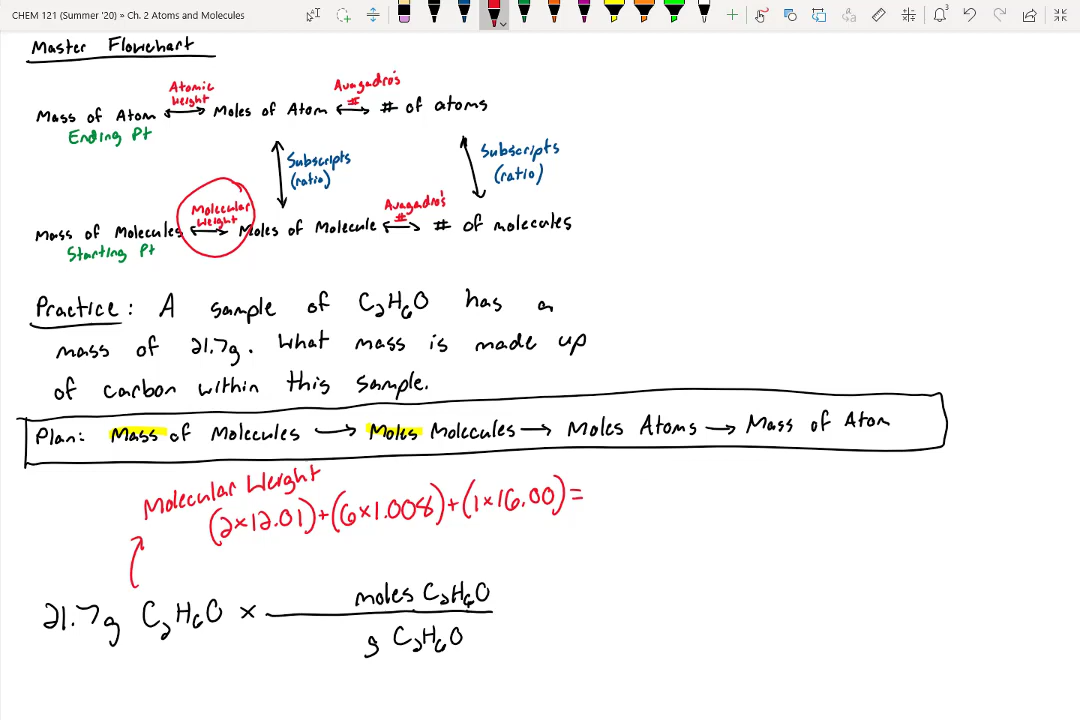 CHEM 121 (Summer '20) » Ch. 2 Atoms and Molecules
Master Flowchart
Atomic Weight
Avagadro's #
Mass of Atom ⟷ Moles of Atom ⟷ # of atoms
Ending Pt
Subscripts (ratio)
Subscripts (ratio)
Molecular Weight
Avagadro's #
Mass of Molecules ⟷ Moles of Molecule ⟷ # of molecules
Starting Pt
Practice: A sample of C₂H₆O has a
mass of 21.7g. What mass is made up
of carbon within this sample.
Plan: Mass of Molecules → Moles Molecules → Moles Atoms → Mass of Atom
Molecular Weight
(2×12.01)+(6×1.008)+(1×16.00)=
moles C₂H₆O
21.7g C₂H₆O ×
g C₂H₆O